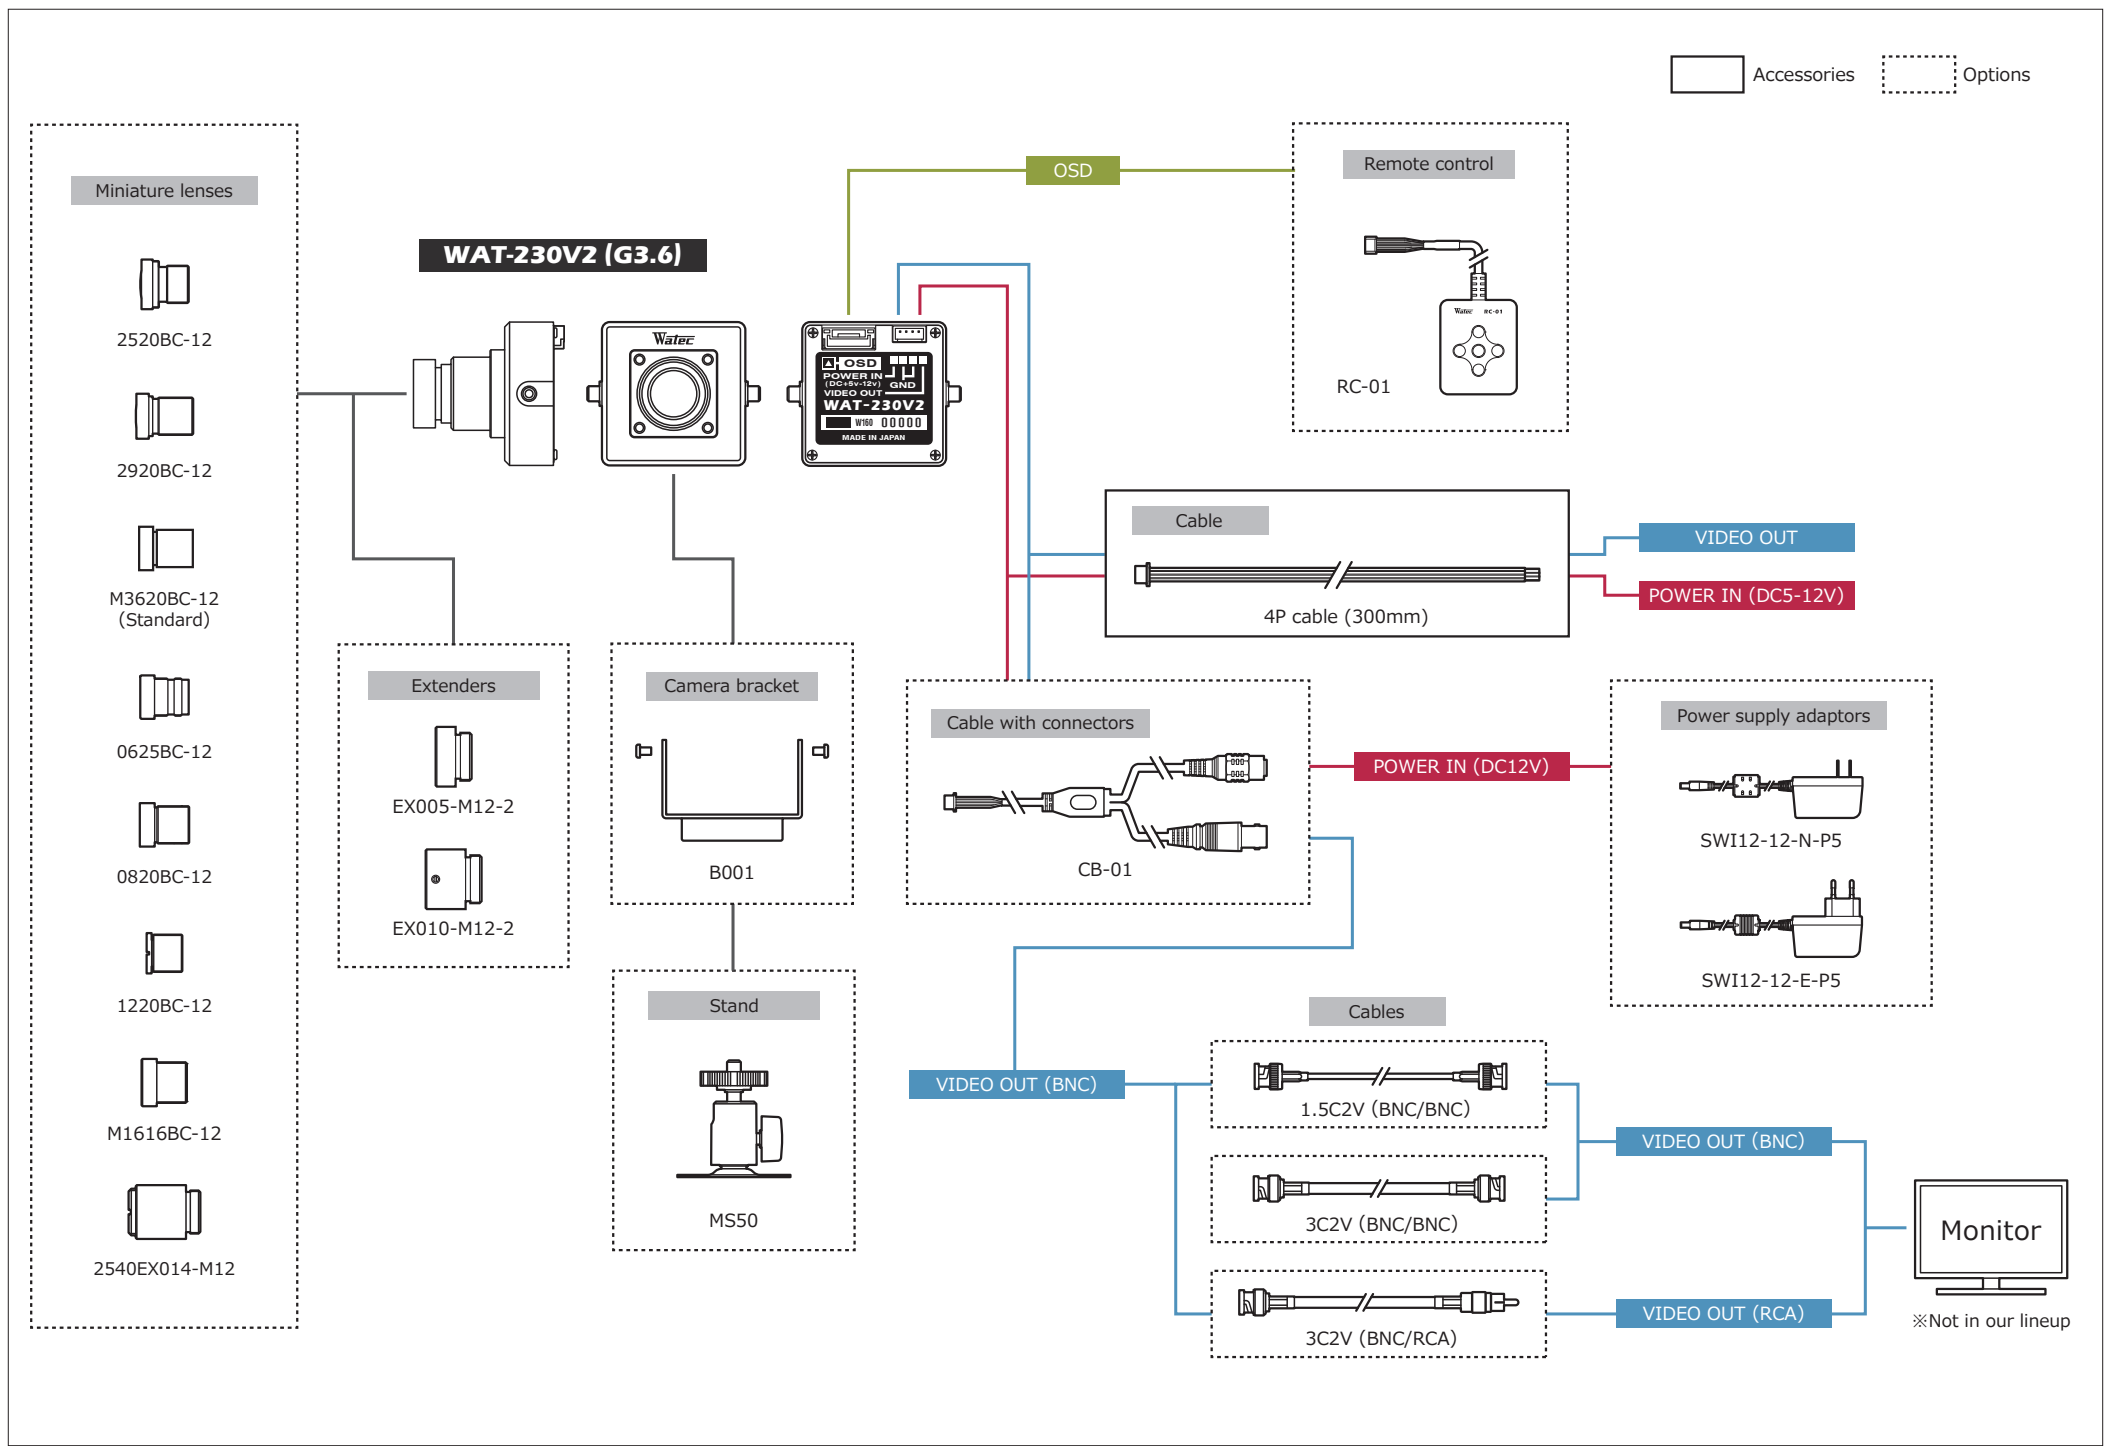 Accessories
Options
Miniature lenses
2520BC-12
2920BC-12
M3620BC-12
(Standard)
0625BC-12
0820BC-12
1220BC-12
M1616BC-12
2540EX014-M12
WAT-230V2 (G3.6)
Watec
OSD
POWER IN
(DC+5v-12v)
GND
VIDEO OUT
WAT-230V2
W160 00000
MADE IN JAPAN
OSD
Remote control
Watec RC-01
RC-01
Cable
4P cable (300mm)
VIDEO OUT
POWER IN (DC5-12V)
Extenders
EX005-M12-2
EX010-M12-2
Camera bracket
B001
Stand
MS50
Cable with connectors
CB-01
POWER IN (DC12V)
Power supply adaptors
SWI12-12-N-P5
SWI12-12-E-P5
VIDEO OUT (BNC)
Cables
1.5C2V (BNC/BNC)
3C2V (BNC/BNC)
3C2V (BNC/RCA)
VIDEO OUT (BNC)
VIDEO OUT (RCA)
Monitor
※Not in our lineup